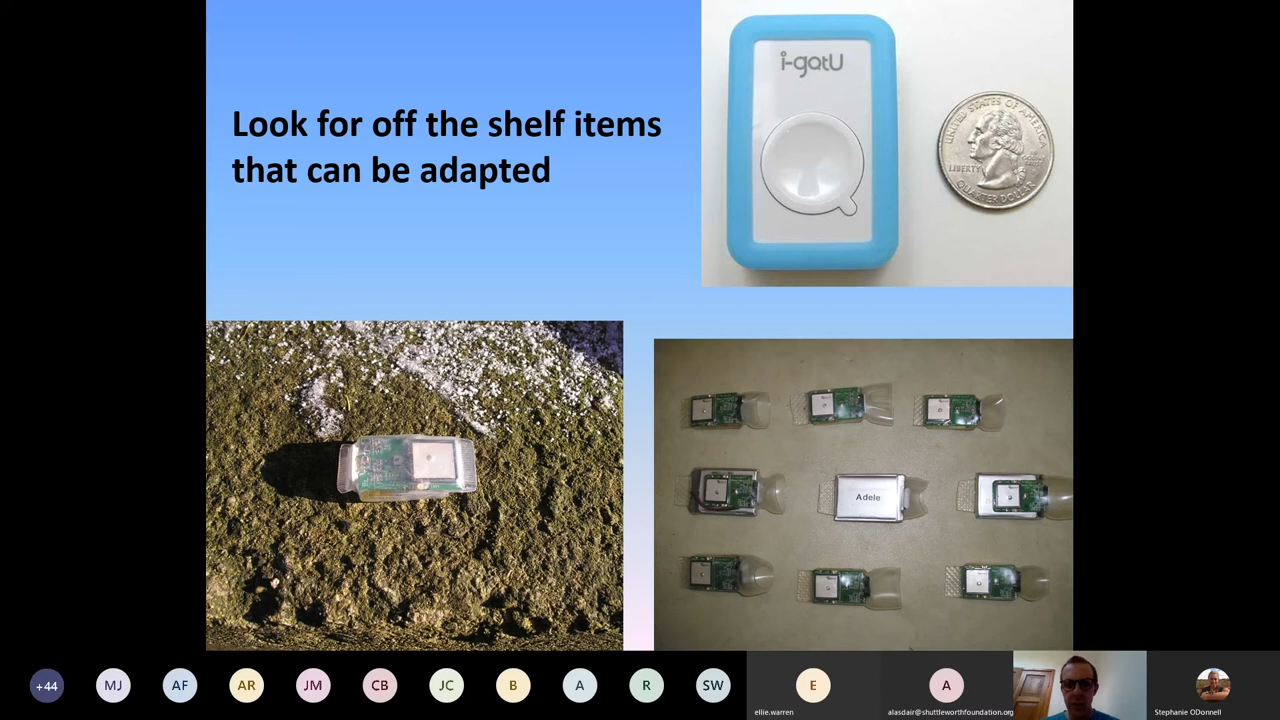 Look for off the shelf items
that can be adapted
i-gotU
UNITED STATES OF AMERICA
LIBERTY
QUARTER DOLLAR
Adele
+44
MJ
AF
AR
JM
CB
JC
B
A
R
SW
E
A
ellie.warren
alasdair@shuttleworthfoundation.org
Stephanie ODonnell